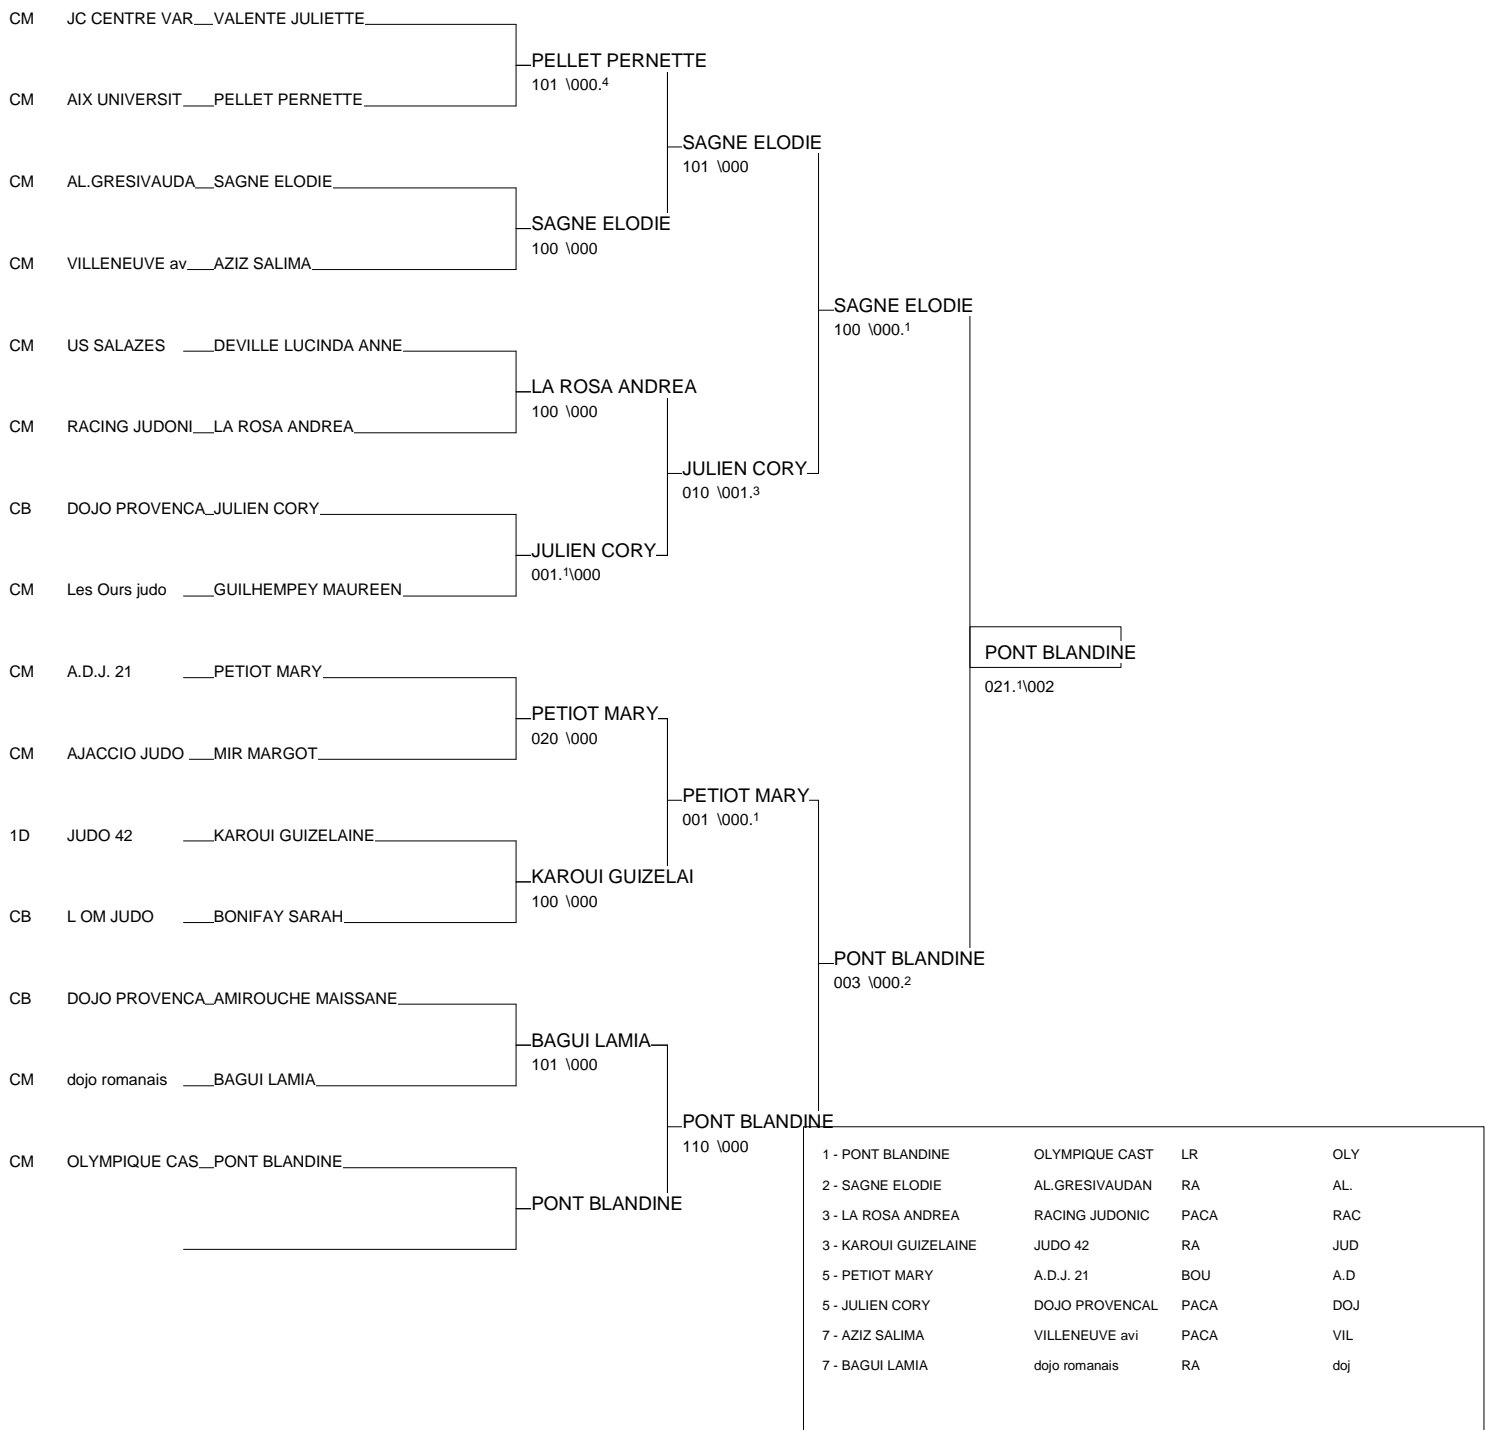 CM JC CENTRE VAR VALENTE JULIETTE
PELLET PERNETTE
101 \000.4
CM AIX UNIVERSIT PELLET PERNETTE
SAGNE ELODIE
101 \000
CM AL.GRESIVAUDA SAGNE ELODIE
SAGNE ELODIE
100 \000
CM VILLENEUVE av AZIZ SALIMA
SAGNE ELODIE
100 \000.1
CM US SALAZES DEVILLE LUCINDA ANNE
LA ROSA ANDREA
100 \000
CM RACING JUDONI LA ROSA ANDREA
JULIEN CORY
010 \001.3
CB DOJO PROVENCA JULIEN CORY
JULIEN CORY
001.1\000
CM Les Ours judo GUILHEMPEY MAUREEN
PONT BLANDINE
021.1\002
CM A.D.J. 21 PETIOT MARY
PETIOT MARY
020 \000
CM AJACCIO JUDO MIR MARGOT
PETIOT MARY
001 \000.1
1D JUDO 42 KAROUI GUIZELAINE
KAROUI GUIZELAI
100 \000
CB L OM JUDO BONIFAY SARAH
PONT BLANDINE
003 \000.2
CB DOJO PROVENCA AMIROUCHE MAISSANE
BAGUI LAMIA
101 \000
CM dojo romanais BAGUI LAMIA
PONT BLANDINE
110 \000
CM OLYMPIQUE CAS PONT BLANDINE
PONT BLANDINE
1 - PONT BLANDINE OLYMPIQUE CAST LR OLY
2 - SAGNE ELODIE AL.GRESIVAUDAN RA AL.
3 - LA ROSA ANDREA RACING JUDONIC PACA RAC
3 - KAROUI GUIZELAINE JUDO 42 RA JUD
5 - PETIOT MARY A.D.J. 21 BOU A.D
5 - JULIEN CORY DOJO PROVENCAL PACA DOJ
7 - AZIZ SALIMA VILLENEUVE avi PACA VIL
7 - BAGUI LAMIA dojo romanais RA doj